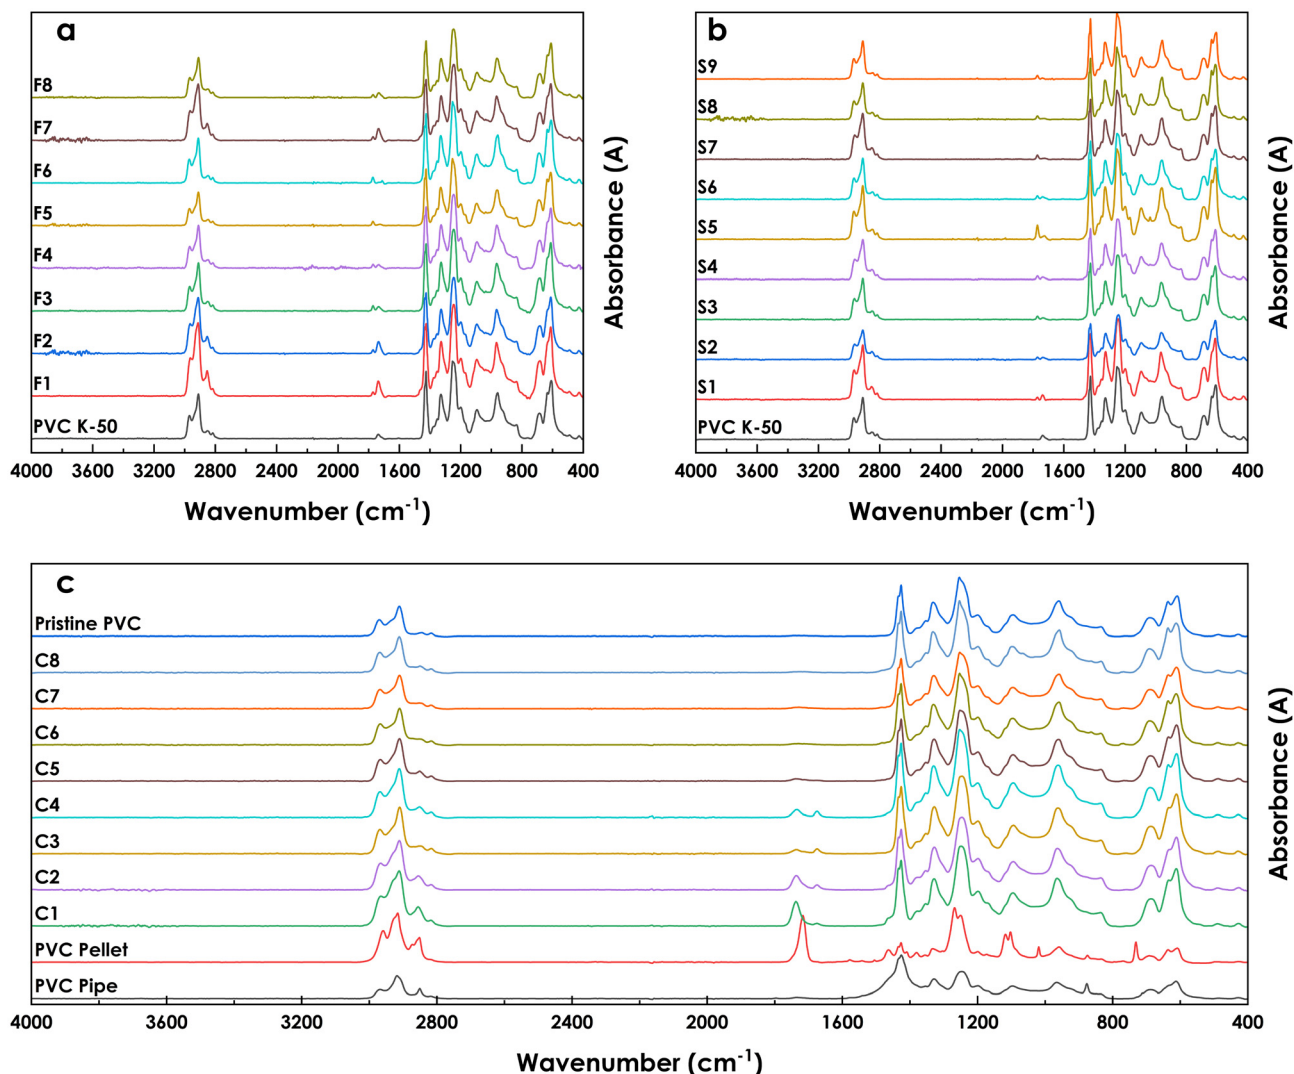 a
F8
F7
F6
F5
F4
F3
F2
F1
PVC K-50
4000 3600 3200 2800 2400 2000 1600 1200 800 400
Wavenumber (cm-1)
Absorbance (A)
b
S9
S8
S7
S6
S5
S4
S3
S2
S1
PVC K-50
4000 3600 3200 2800 2400 2000 1600 1200 800 400
Wavenumber (cm-1)
Absorbance (A)
c
Pristine PVC
C8
C7
C6
C5
C4
C3
C2
C1
PVC Pellet
PVC Pipe
4000 3600 3200 2800 2400 2000 1600 1200 800 400
Wavenumber (cm-1)
Absorbance (A)